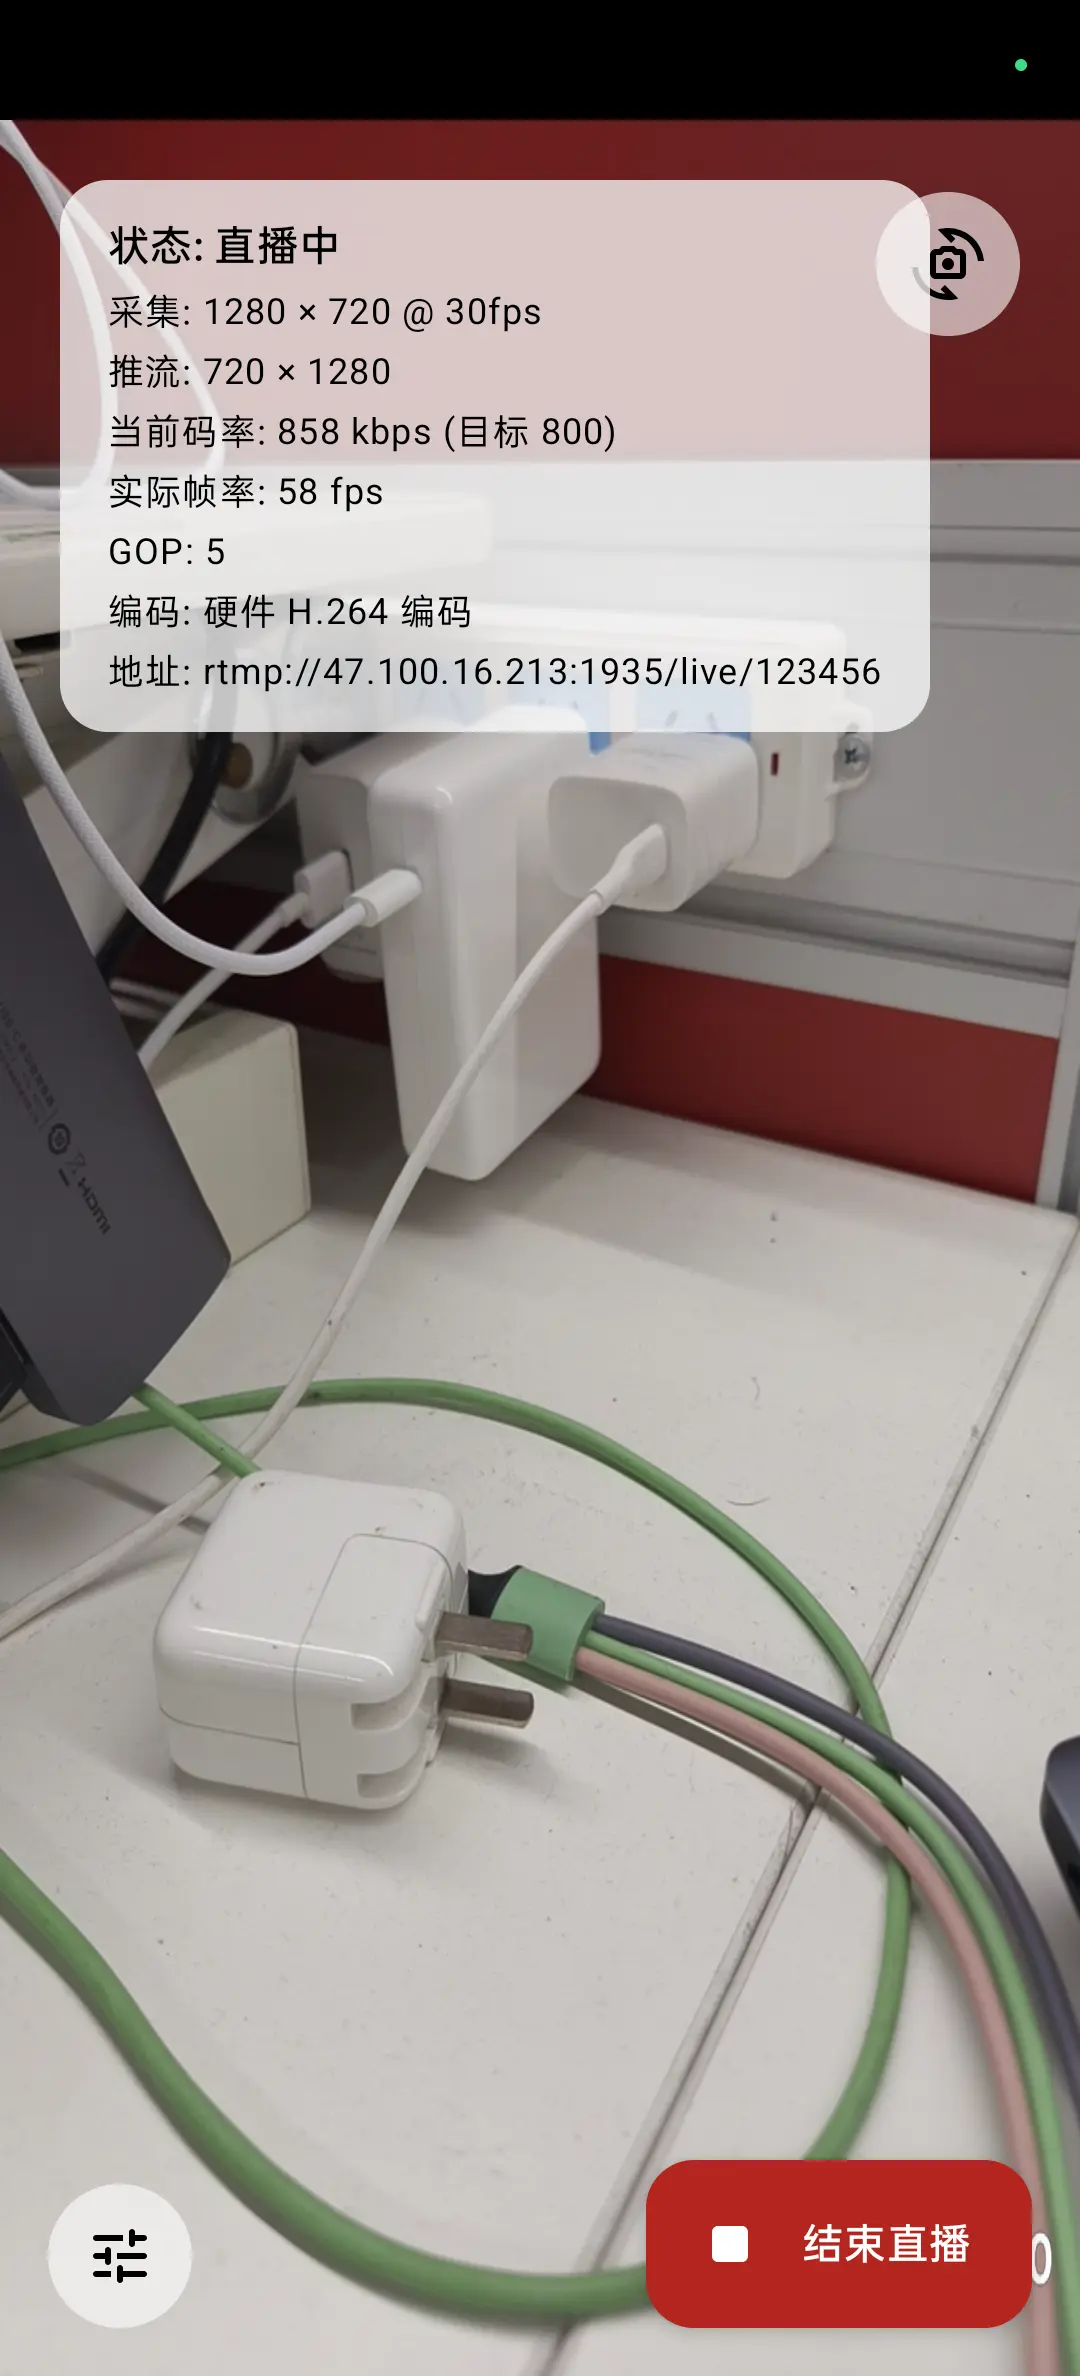 状态: 直播中
采集: 1280 × 720 @ 30fps
推流: 720 × 1280
当前码率: 858 kbps (目标 800)
实际帧率: 58 fps
GOP: 5
编码: 硬件 H.264 编码
地址: rtmp://47.100.16.213:1935/live/123456
HDMI
结束直播
0